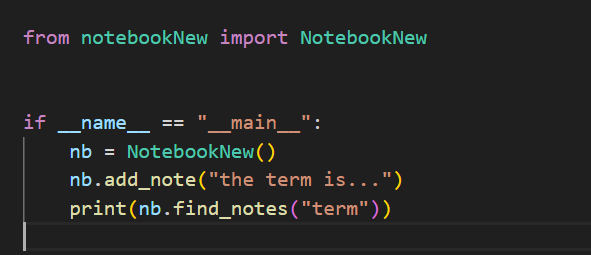 from notebookNew import NotebookNew
if __name__ == "__main__":
    nb = NotebookNew()
    nb.add_note("the term is...")
    print(nb.find_notes("term"))